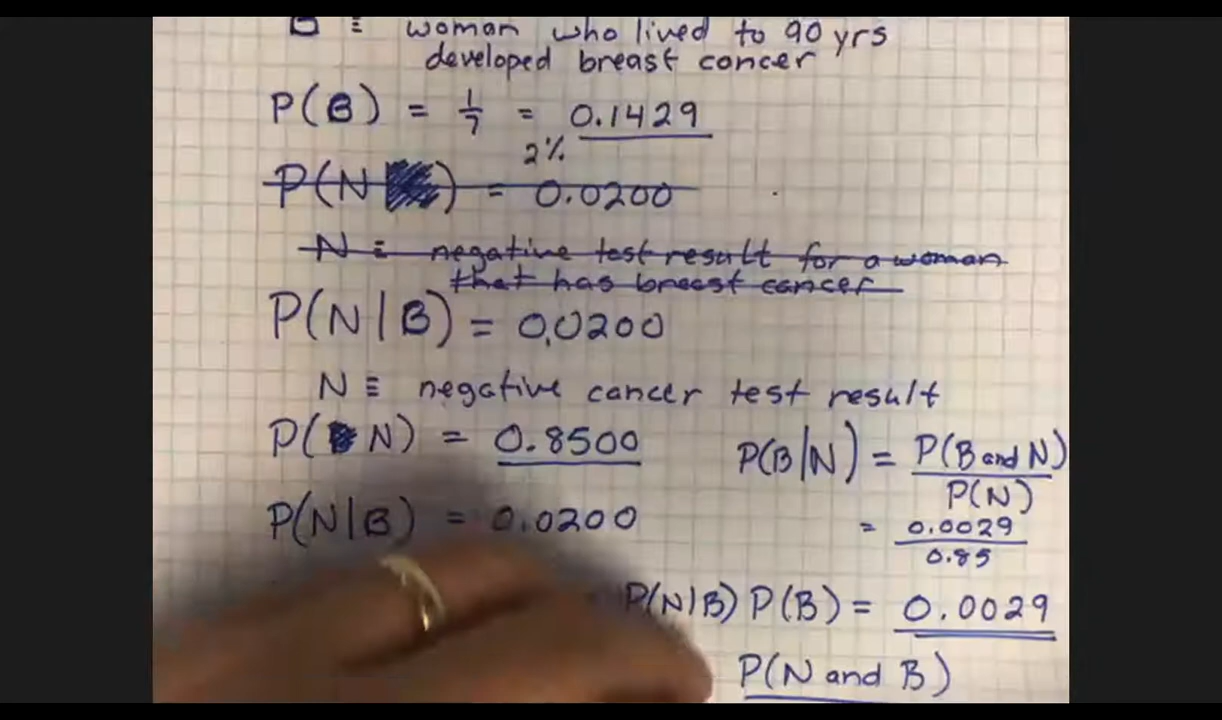 B ≡ woman who lived to 90 yrs
developed breast concer
P(B) = 1/7 = 0.1429
2%
P(N ) = 0.0200
N ≡ negative test result for a woman
that has breast cancer
P(N|B) = 0.0200
N ≡ negative cancer test result
P( N) = 0.8500
P(B|N) = P(B and N)/P(N)
= 0.0029/0.85
P(N|B) = 0.0200
P(N|B) P(B) = 0.0029
P(N and B)